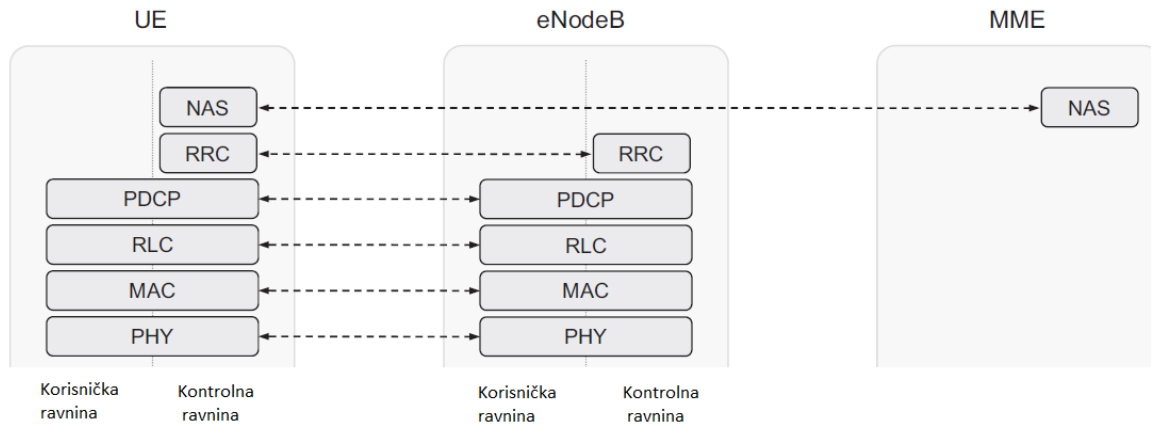 UE eNodeB MME
NAS NAS
RRC RRC
PDCP PDCP
RLC RLC
MAC MAC
PHY PHY
Korisnička Kontrolna Korisnička Kontrolna
ravnina ravnina ravnina ravnina